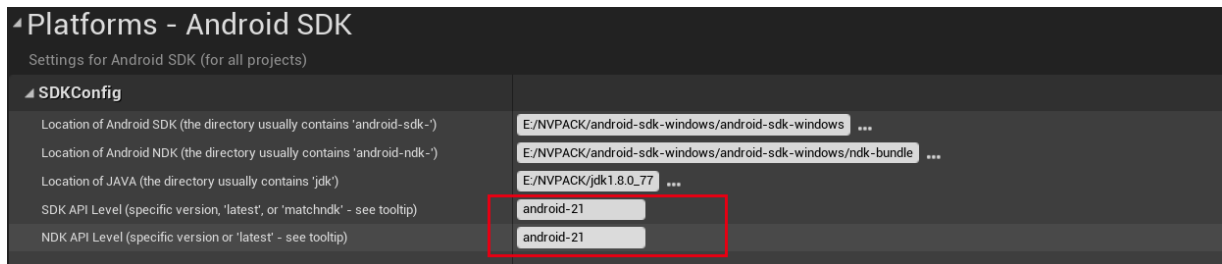 Platforms - Android SDK
Settings for Android SDK (for all projects)
SDKConfig
Location of Android SDK (the directory usually contains 'android-sdk-') E:/NVPACK/android-sdk-windows/android-sdk-windows ...
Location of Android NDK (the directory usually contains 'android-ndk-') E:/NVPACK/android-sdk-windows/android-sdk-windows/ndk-bundle ...
Location of JAVA (the directory usually contains 'jdk') E:/NVPACK/jdk1.8.0_77 ...
SDK API Level (specific version, 'latest', or 'matchndk' - see tooltip) android-21
NDK API Level (specific version or 'latest' - see tooltip) android-21